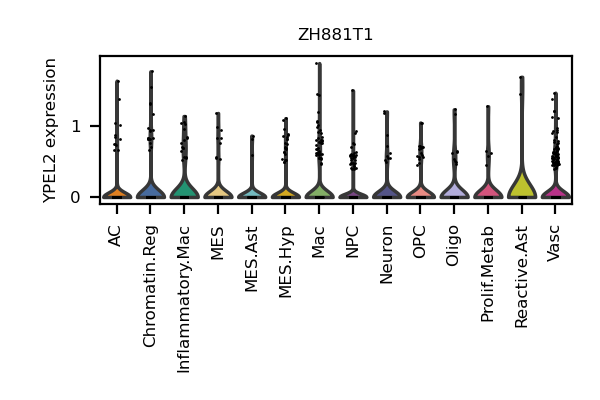 ZH881T1
YPEL2 expression
1
0
AC
Chromatin.Reg
Inflammatory.Mac
MES
MES.Ast
MES.Hyp
Mac
NPC
Neuron
OPC
Oligo
Prolif.Metab
Reactive.Ast
Vasc